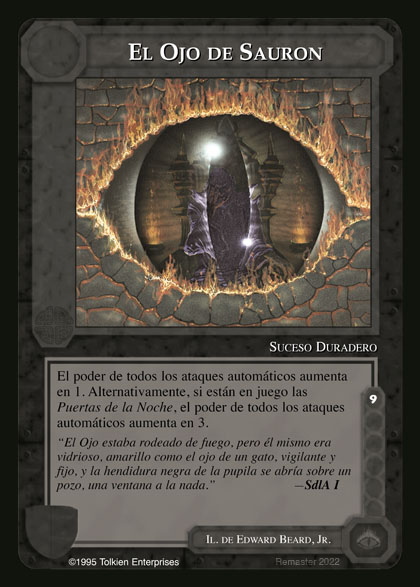 El Ojo de Sauron
Suceso Duradero
El poder de todos los ataques automáticos aumenta
en 1. Alternativamente, si están en juego las
Puertas de la Noche, el poder de todos los ataques
automáticos aumenta en 3.
9
“El Ojo estaba rodeado de fuego, pero él mismo era
vidrioso, amarillo como el ojo de un gato, vigilante y
fijo, y la hendidura negra de la pupila se abría sobre un
pozo, una ventana a la nada.” –SdlA I
Il. de Edward Beard, Jr.
©1995 Tolkien Enterprises
Remaster 2022